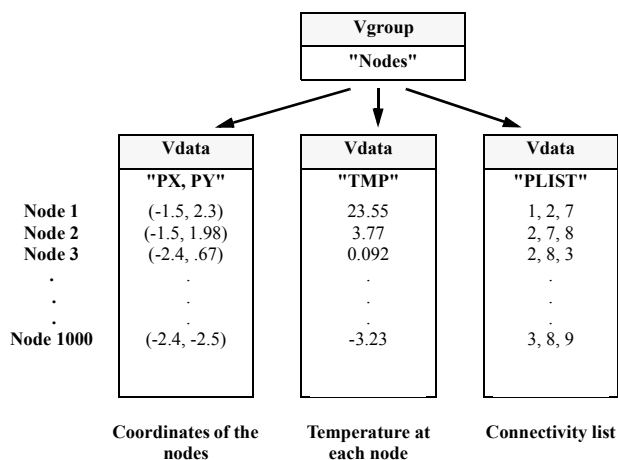 Vgroup
"Nodes"
Vdata Vdata Vdata
"PX, PY" "TMP" "PLIST"
Node 1 (-1.5, 2.3) 23.55 1, 2, 7
Node 2 (-1.5, 1.98) 3.77 2, 7, 8
Node 3 (-2.4, .67) 0.092 2, 8, 3
. . . .
. . . .
. . . .
Node 1000 (-2.4, -2.5) -3.23 3, 8, 9
Coordinates of the Temperature at Connectivity list
nodes each node